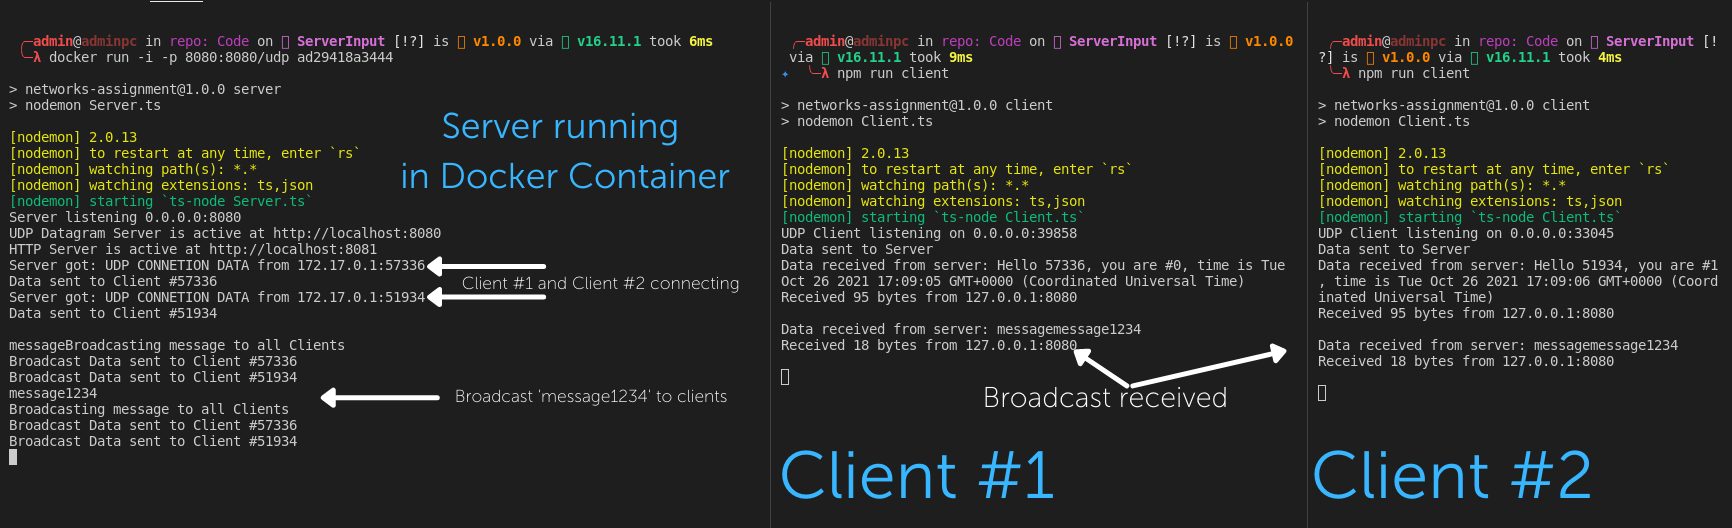 ╭─admin@adminpc in repo: Code on ▯ ServerInput [!?] is ▯ v1.0.0 via ▯ v16.11.1 took 6ms
╰─λ docker run -i -p 8080:8080/udp ad29418a3444
> networks-assignment@1.0.0 server
> nodemon Server.ts
[nodemon] 2.0.13
[nodemon] to restart at any time, enter `rs`
[nodemon] watching path(s): *.*
[nodemon] watching extensions: ts,json
[nodemon] starting `ts-node Server.ts`
Server listening 0.0.0.0:8080
UDP Datagram Server is active at http://localhost:8080
HTTP Server is active at http://localhost:8081
Server got: UDP CONNETION DATA from 172.17.0.1:57336
Data sent to Client #57336
Server got: UDP CONNETION DATA from 172.17.0.1:51934
Data sent to Client #51934
messageBroadcasting message to all Clients
Broadcast Data sent to Client #57336
Broadcast Data sent to Client #51934
message1234
Broadcasting message to all Clients
Broadcast Data sent to Client #57336
Broadcast Data sent to Client #51934
Server running
in Docker Container
Client #1 and Client #2 connecting
Broadcast 'message1234' to clients
╭─admin@adminpc in repo: Code on ▯ ServerInput [!?] is ▯ v1.0.0
via ▯ v16.11.1 took 9ms
✦ ╰─λ npm run client
> networks-assignment@1.0.0 client
> nodemon Client.ts
[nodemon] 2.0.13
[nodemon] to restart at any time, enter `rs`
[nodemon] watching path(s): *.*
[nodemon] watching extensions: ts,json
[nodemon] starting `ts-node Client.ts`
UDP Client listening on 0.0.0.0:39858
Data sent to Server
Data received from server: Hello 57336, you are #0, time is Tue
Oct 26 2021 17:09:05 GMT+0000 (Coordinated Universal Time)
Received 95 bytes from 127.0.0.1:8080
Data received from server: messagemessage1234
Received 18 bytes from 127.0.0.1:8080
Broadcast received
Client #1
╭─admin@adminpc in repo: Code on ▯ ServerInput [!
?] is ▯ v1.0.0 via ▯ v16.11.1 took 4ms
╰─λ npm run client
> networks-assignment@1.0.0 client
> nodemon Client.ts
[nodemon] 2.0.13
[nodemon] to restart at any time, enter `rs`
[nodemon] watching path(s): *.*
[nodemon] watching extensions: ts,json
[nodemon] starting `ts-node Client.ts`
UDP Client listening on 0.0.0.0:33045
Data sent to Server
Data received from server: Hello 51934, you are #1
, time is Tue Oct 26 2021 17:09:06 GMT+0000 (Coord
inated Universal Time)
Received 95 bytes from 127.0.0.1:8080
Data received from server: messagemessage1234
Received 18 bytes from 127.0.0.1:8080
Client #2